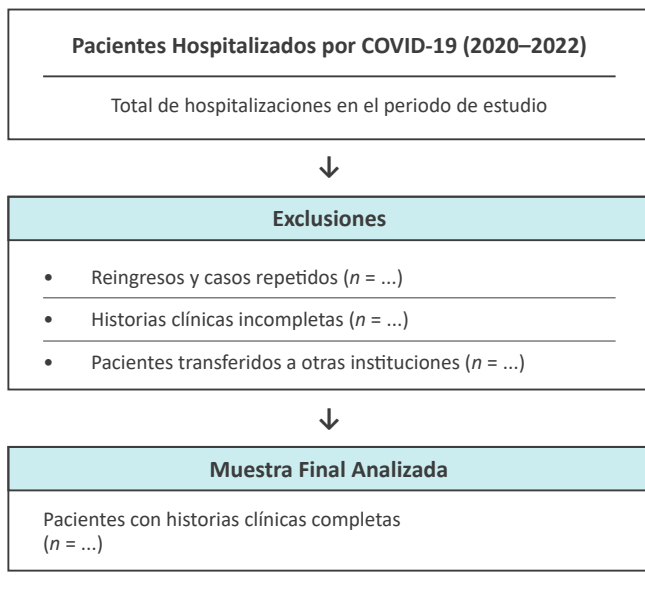 Pacientes Hospitalizados por COVID-19 (2020–2022)
Total de hospitalizaciones en el periodo de estudio
Exclusiones
• Reingresos y casos repetidos (n = ...)
• Historias clínicas incompletas (n = ...)
• Pacientes transferidos a otras instituciones (n = ...)
Muestra Final Analizada
Pacientes con historias clínicas completas
(n = ...)